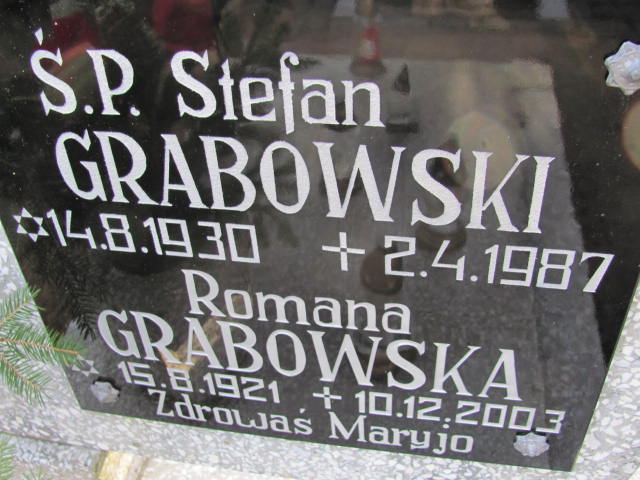 Ś.P. Stefan
GRABOWSKI
✡14.8.1930 ✝2.4.1987
Romana
GRABOWSKA
✡15.8.1921 ✝10.12.2003
Zdrowaś Maryjo